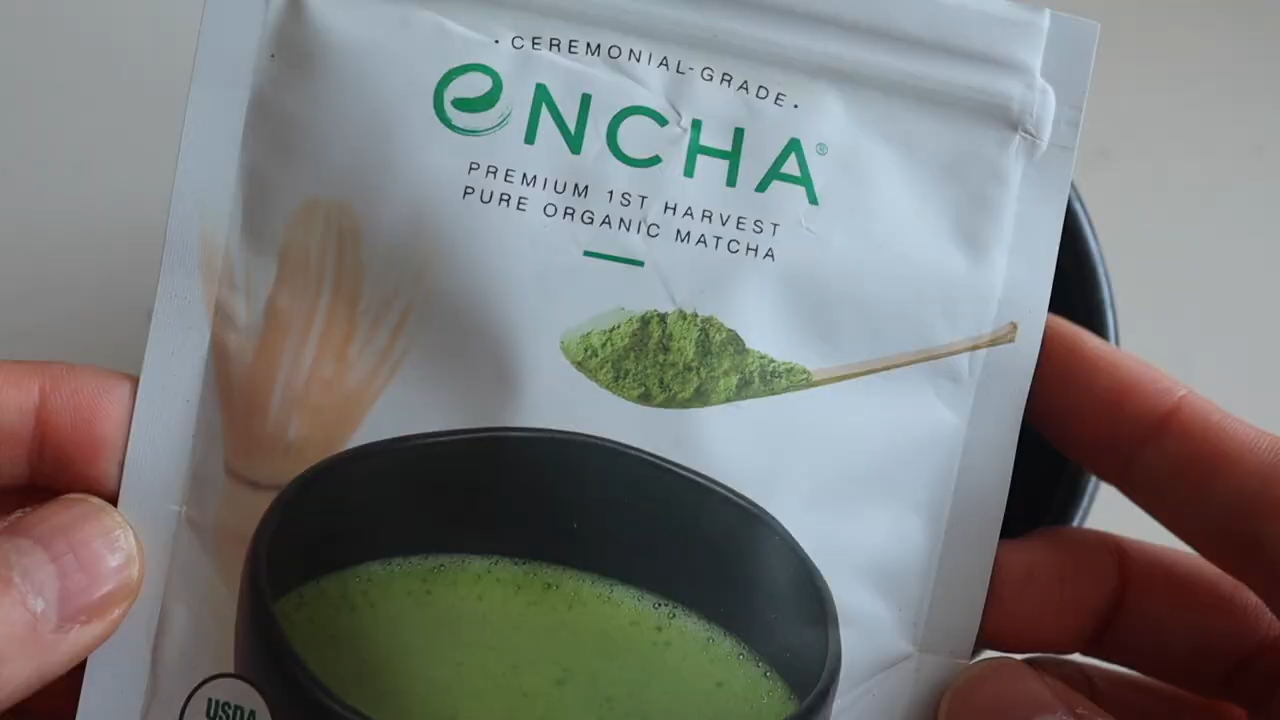 · CEREMONIAL-GRADE ·
eNCHA®
PREMIUM 1ST HARVEST
PURE ORGANIC MATCHA
USDA